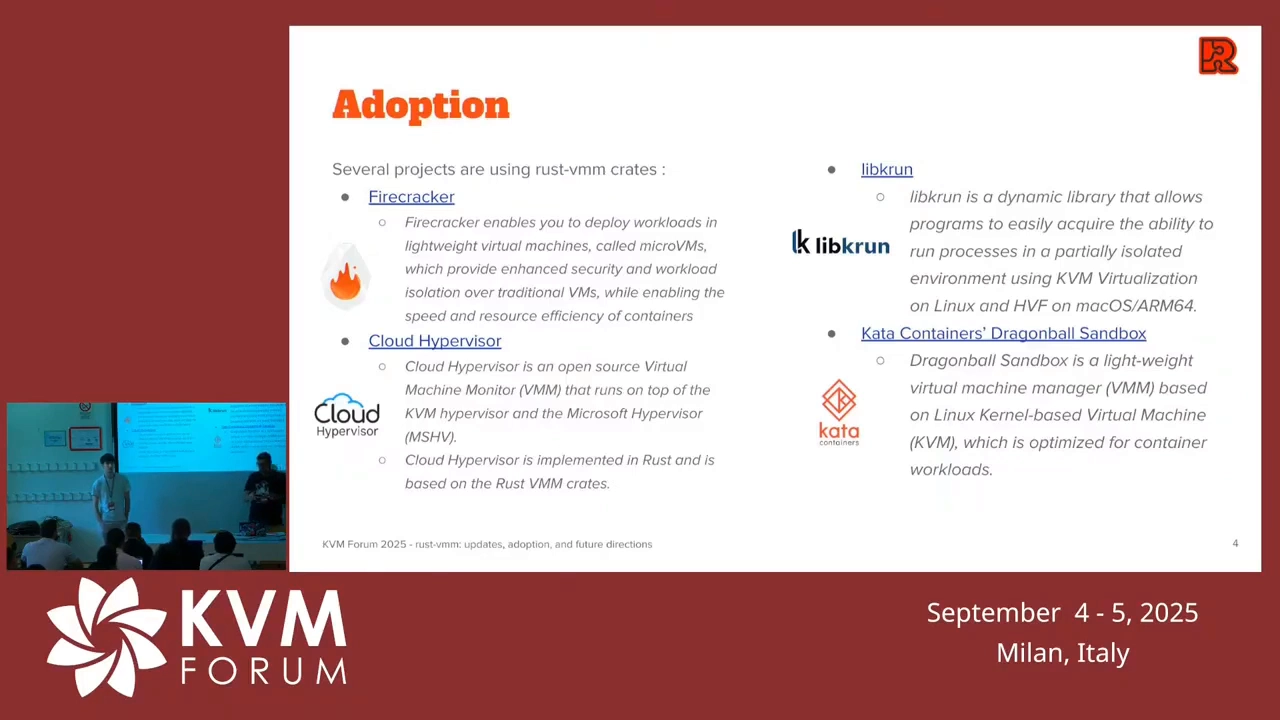 Adoption
Several projects are using rust-vmm crates :
Firecracker
Firecracker enables you to deploy workloads in
lightweight virtual machines, called microVMs,
which provide enhanced security and workload
isolation over traditional VMs, while enabling the
speed and resource efficiency of containers
Cloud Hypervisor
Cloud Hypervisor is an open source Virtual
Machine Monitor (VMM) that runs on top of the
KVM hypervisor and the Microsoft Hypervisor
(MSHV).
Cloud Hypervisor is implemented in Rust and is
based on the Rust VMM crates.
Cloud
Hypervisor
libkrun
libkrun is a dynamic library that allows
programs to easily acquire the ability to
run processes in a partially isolated
environment using KVM Virtualization
on Linux and HVF on macOS/ARM64.
lk libkrun
Kata Containers’ Dragonball Sandbox
Dragonball Sandbox is a light-weight
virtual machine manager (VMM) based
on Linux Kernel-based Virtual Machine
(KVM), which is optimized for container
workloads.
kata
containers
R
KVM Forum 2025 - rust-vmm: updates, adoption, and future directions
4
KVM
FORUM
September 4 - 5, 2025
Milan, Italy